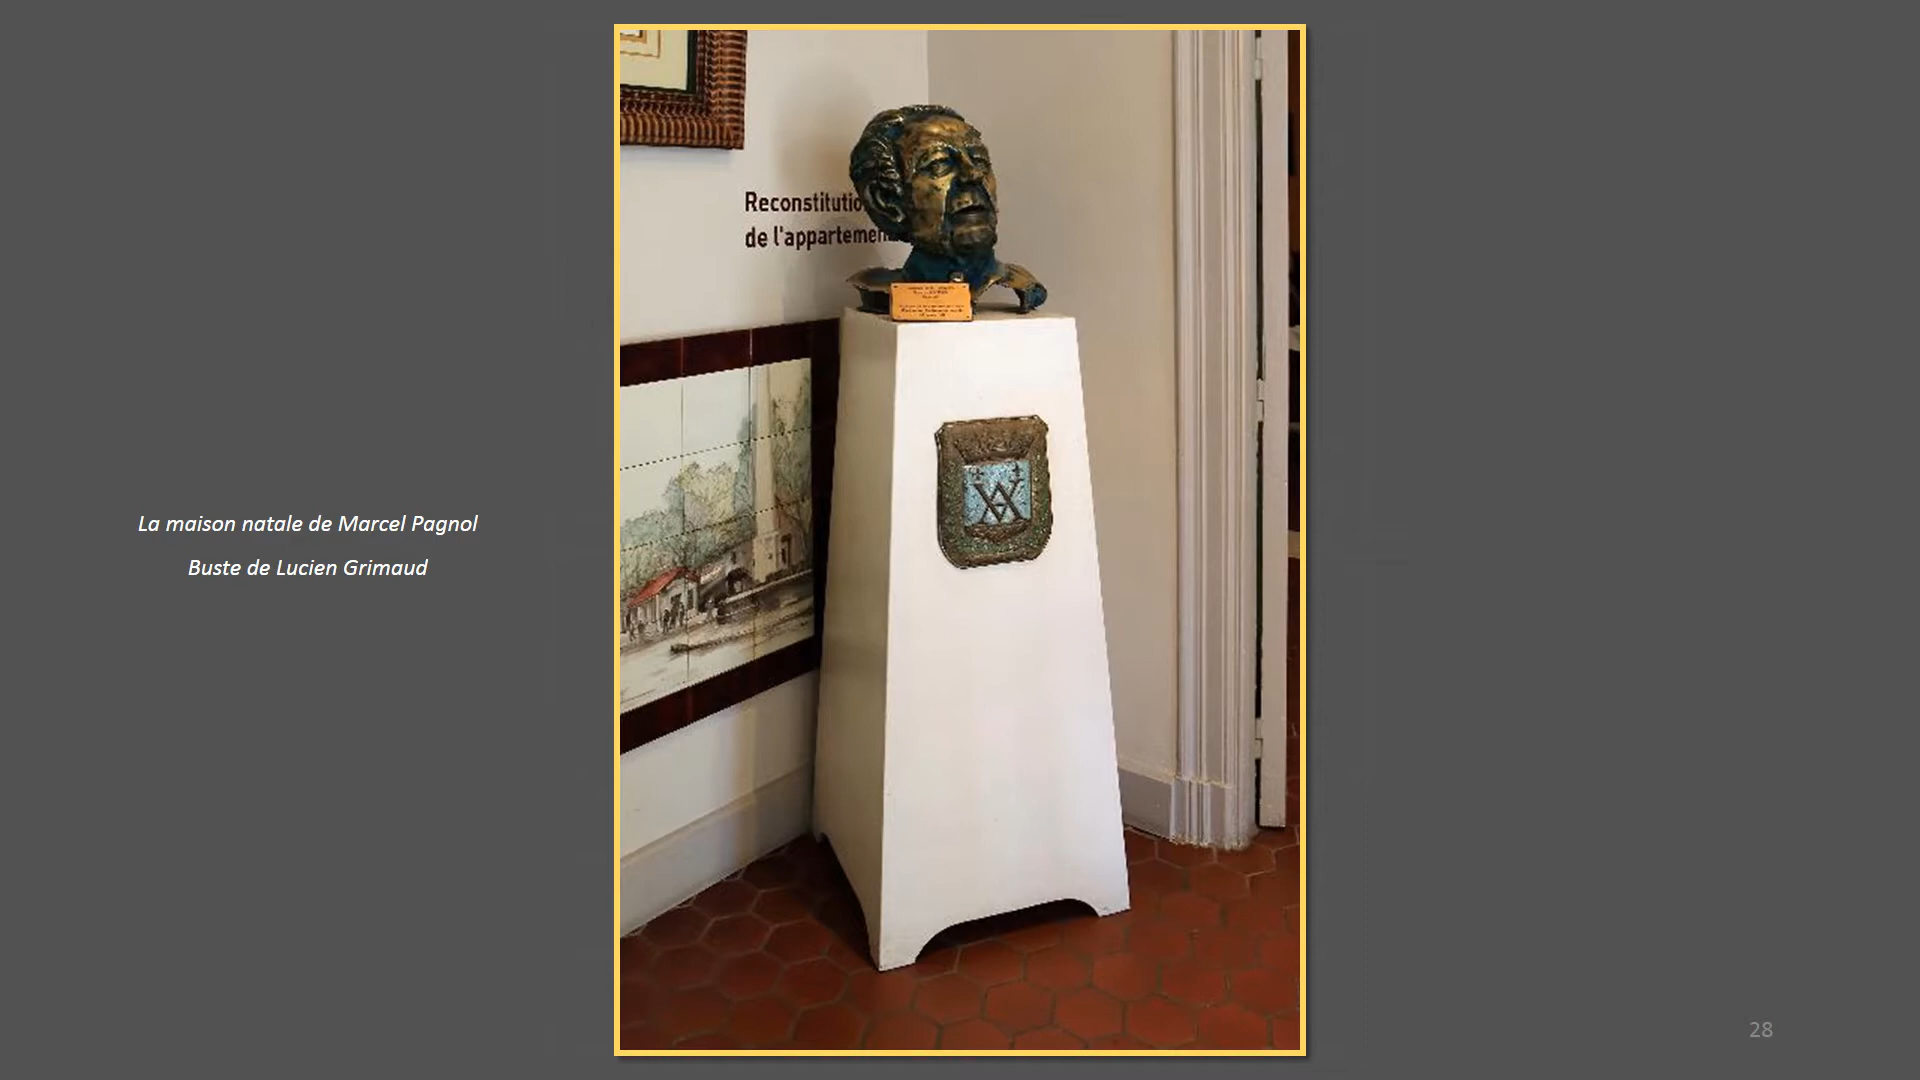 La maison natale de Marcel Pagnol
Buste de Lucien Grimaud
Reconstitutio
de l'appartemen
28